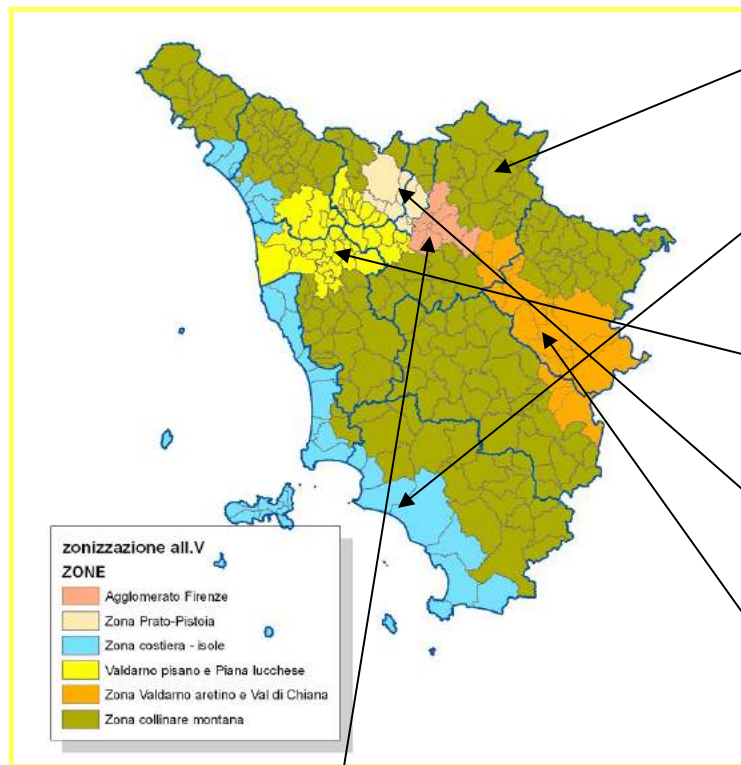 zonizzazione all.V
ZONE
Agglomerato Firenze
Zona Prato-Pistoia
Zona costiera - isole
Valdarno pisano e Piana lucchese
Zona Valdarno aretino e Val di Chiana
Zona collinare montana